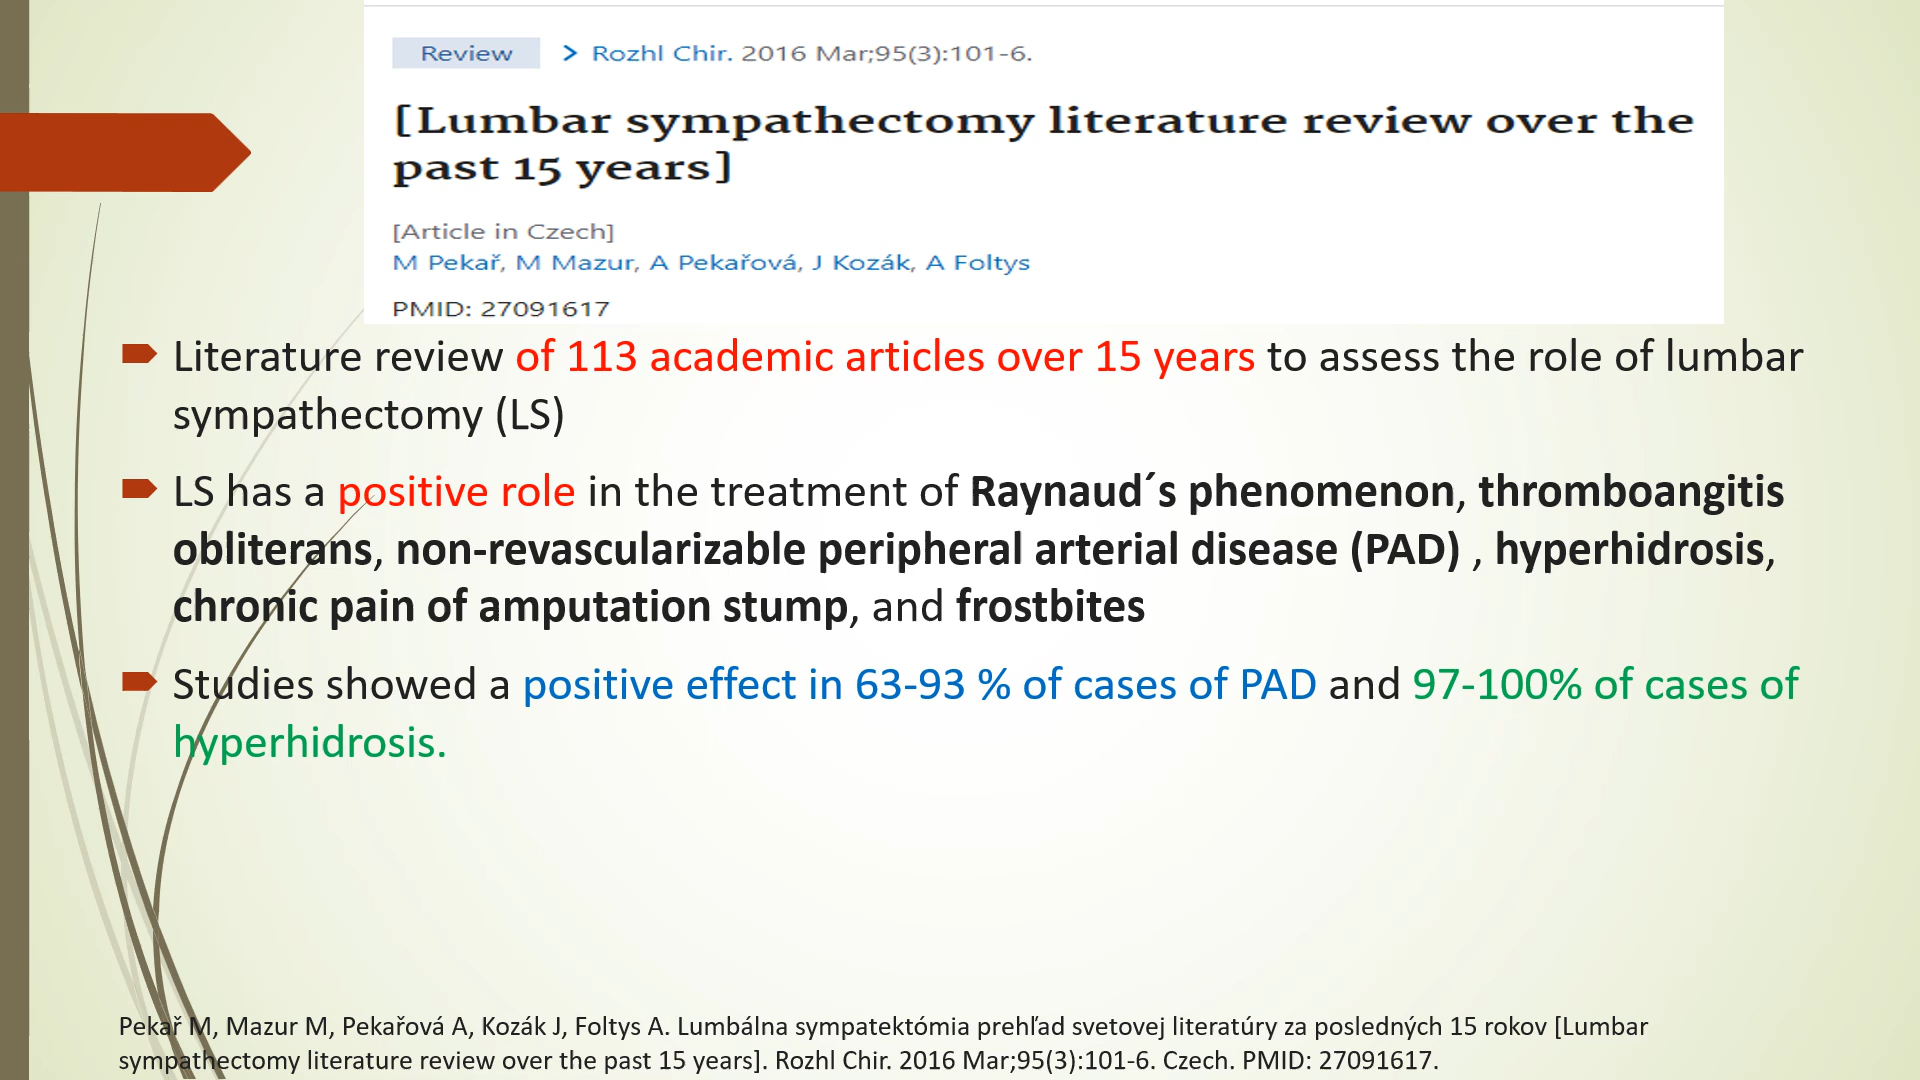 Review > Rozhl Chir. 2016 Mar;95(3):101-6.
[Lumbar sympathectomy literature review over the
past 15 years]
[Article in Czech]
M Pekař, M Mazur, A Pekařová, J Kozák, A Foltys
PMID: 27091617
Literature review of 113 academic articles over 15 years to assess the role of lumbar
sympathectomy (LS)
LS has a positive role in the treatment of Raynaud´s phenomenon, thromboangitis
obliterans, non-revascularizable peripheral arterial disease (PAD) , hyperhidrosis,
chronic pain of amputation stump, and frostbites
Studies showed a positive effect in 63-93 % of cases of PAD and 97-100% of cases of
hyperhidrosis.
Pekař M, Mazur M, Pekařová A, Kozák J, Foltys A. Lumbálna sympatektómia prehľad svetovej literatúry za posledných 15 rokov [Lumbar
sympathectomy literature review over the past 15 years]. Rozhl Chir. 2016 Mar;95(3):101-6. Czech. PMID: 27091617.